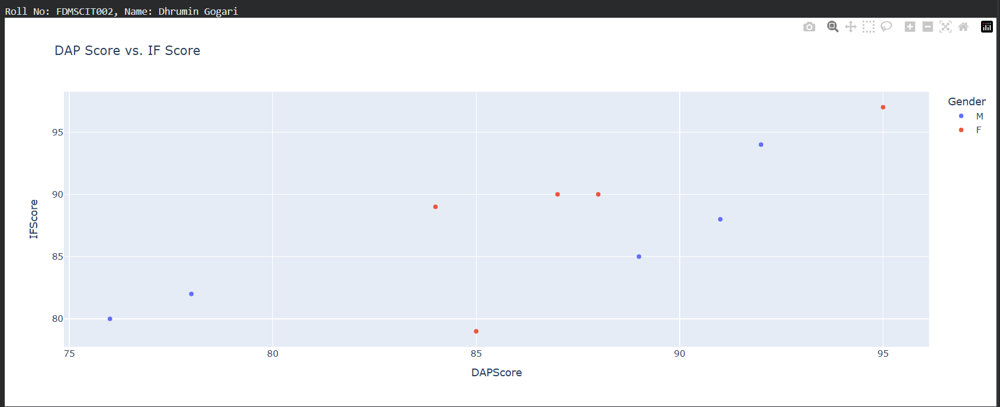 Roll No: FDMSCIT002, Name: Dhrumin Gogari
DAP Score vs. IF Score
Gender
M
F
IFScore
95
90
85
80
75 80 85 90 95
DAPScore